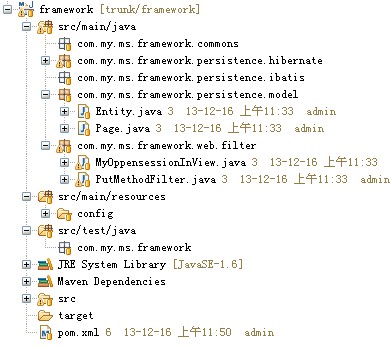 framework [trunk/framework]
src/main/java
com.my.ms.framework.commons
com.my.ms.framework.persistence.hibernate
com.my.ms.framework.persistence.ibatis
com.my.ms.framework.persistence.model
Entity.java 3 13-12-16 上午11:33 admin
Page.java 3 13-12-16 上午11:33 admin
com.my.ms.framework.web.filter
MyOppensessionInView.java 3 13-12-16 上午11:33
PutMethodFilter.java 3 13-12-16 上午11:33 admin
src/main/resources
config
src/test/java
com.my.ms.framework
JRE System Library [JavaSE-1.6]
Maven Dependencies
src
target
pom.xml 6 13-12-16 上午11:50 admin